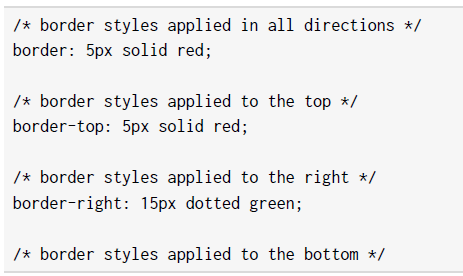 /* border styles applied in all directions */
border: 5px solid red;
/* border styles applied to the top */
border-top: 5px solid red;
/* border styles applied to the right */
border-right: 15px dotted green;
/* border styles applied to the bottom */